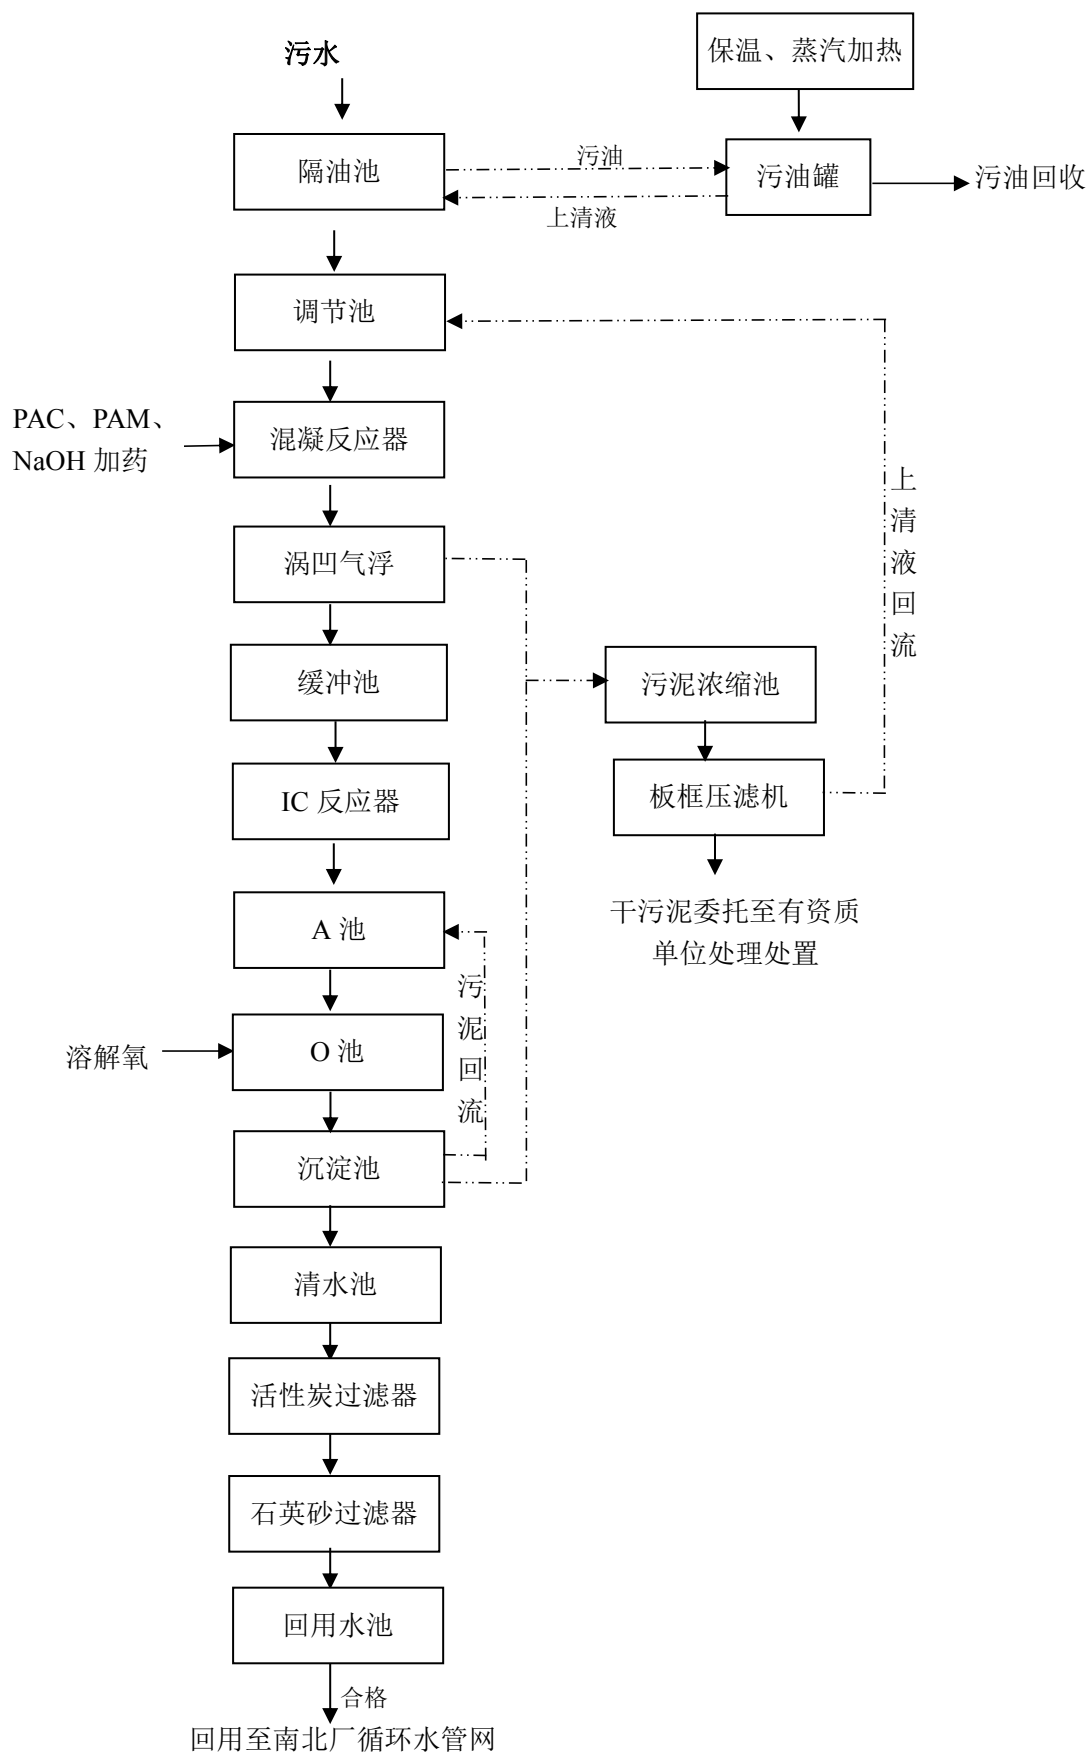 污水
保温、蒸汽加热
隔油池
污油
上清液
污油罐
污油回收
调节池
PAC、PAM、
NaOH 加药
混凝反应器
涡凹气浮
上清液回流
缓冲池
污泥浓缩池
IC 反应器
板框压滤机
干污泥委托至有资质
单位处理处置
A 池
污泥回流
溶解氧
O 池
沉淀池
清水池
活性炭过滤器
石英砂过滤器
回用水池
合格
回用至南北厂循环水管网